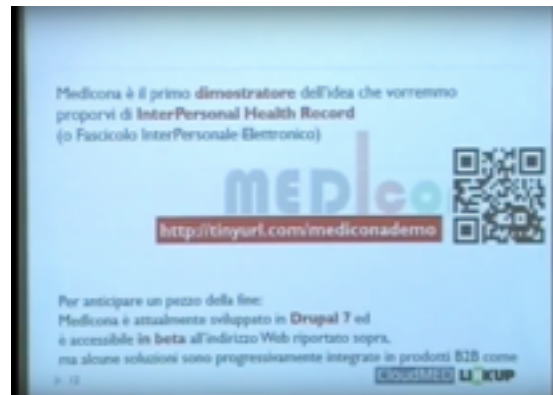 Medicona è il primo dimostratore dell'idea che vorremmo
proporvi di InterPersonal Health Record
(o Fascicolo InterPersonale Elettronico)
MEDIco
http://tinyurl.com/mediconademo
Per anticipare un pezzo della fine:
Medicona è attualmente sviluppato in Drupal 7 ed
è accessibile in beta all'indirizzo Web riportato sopra,
ma alcune soluzioni sono progressivamente integrate in prodotti B2B come
12
CloudMED LINKUP